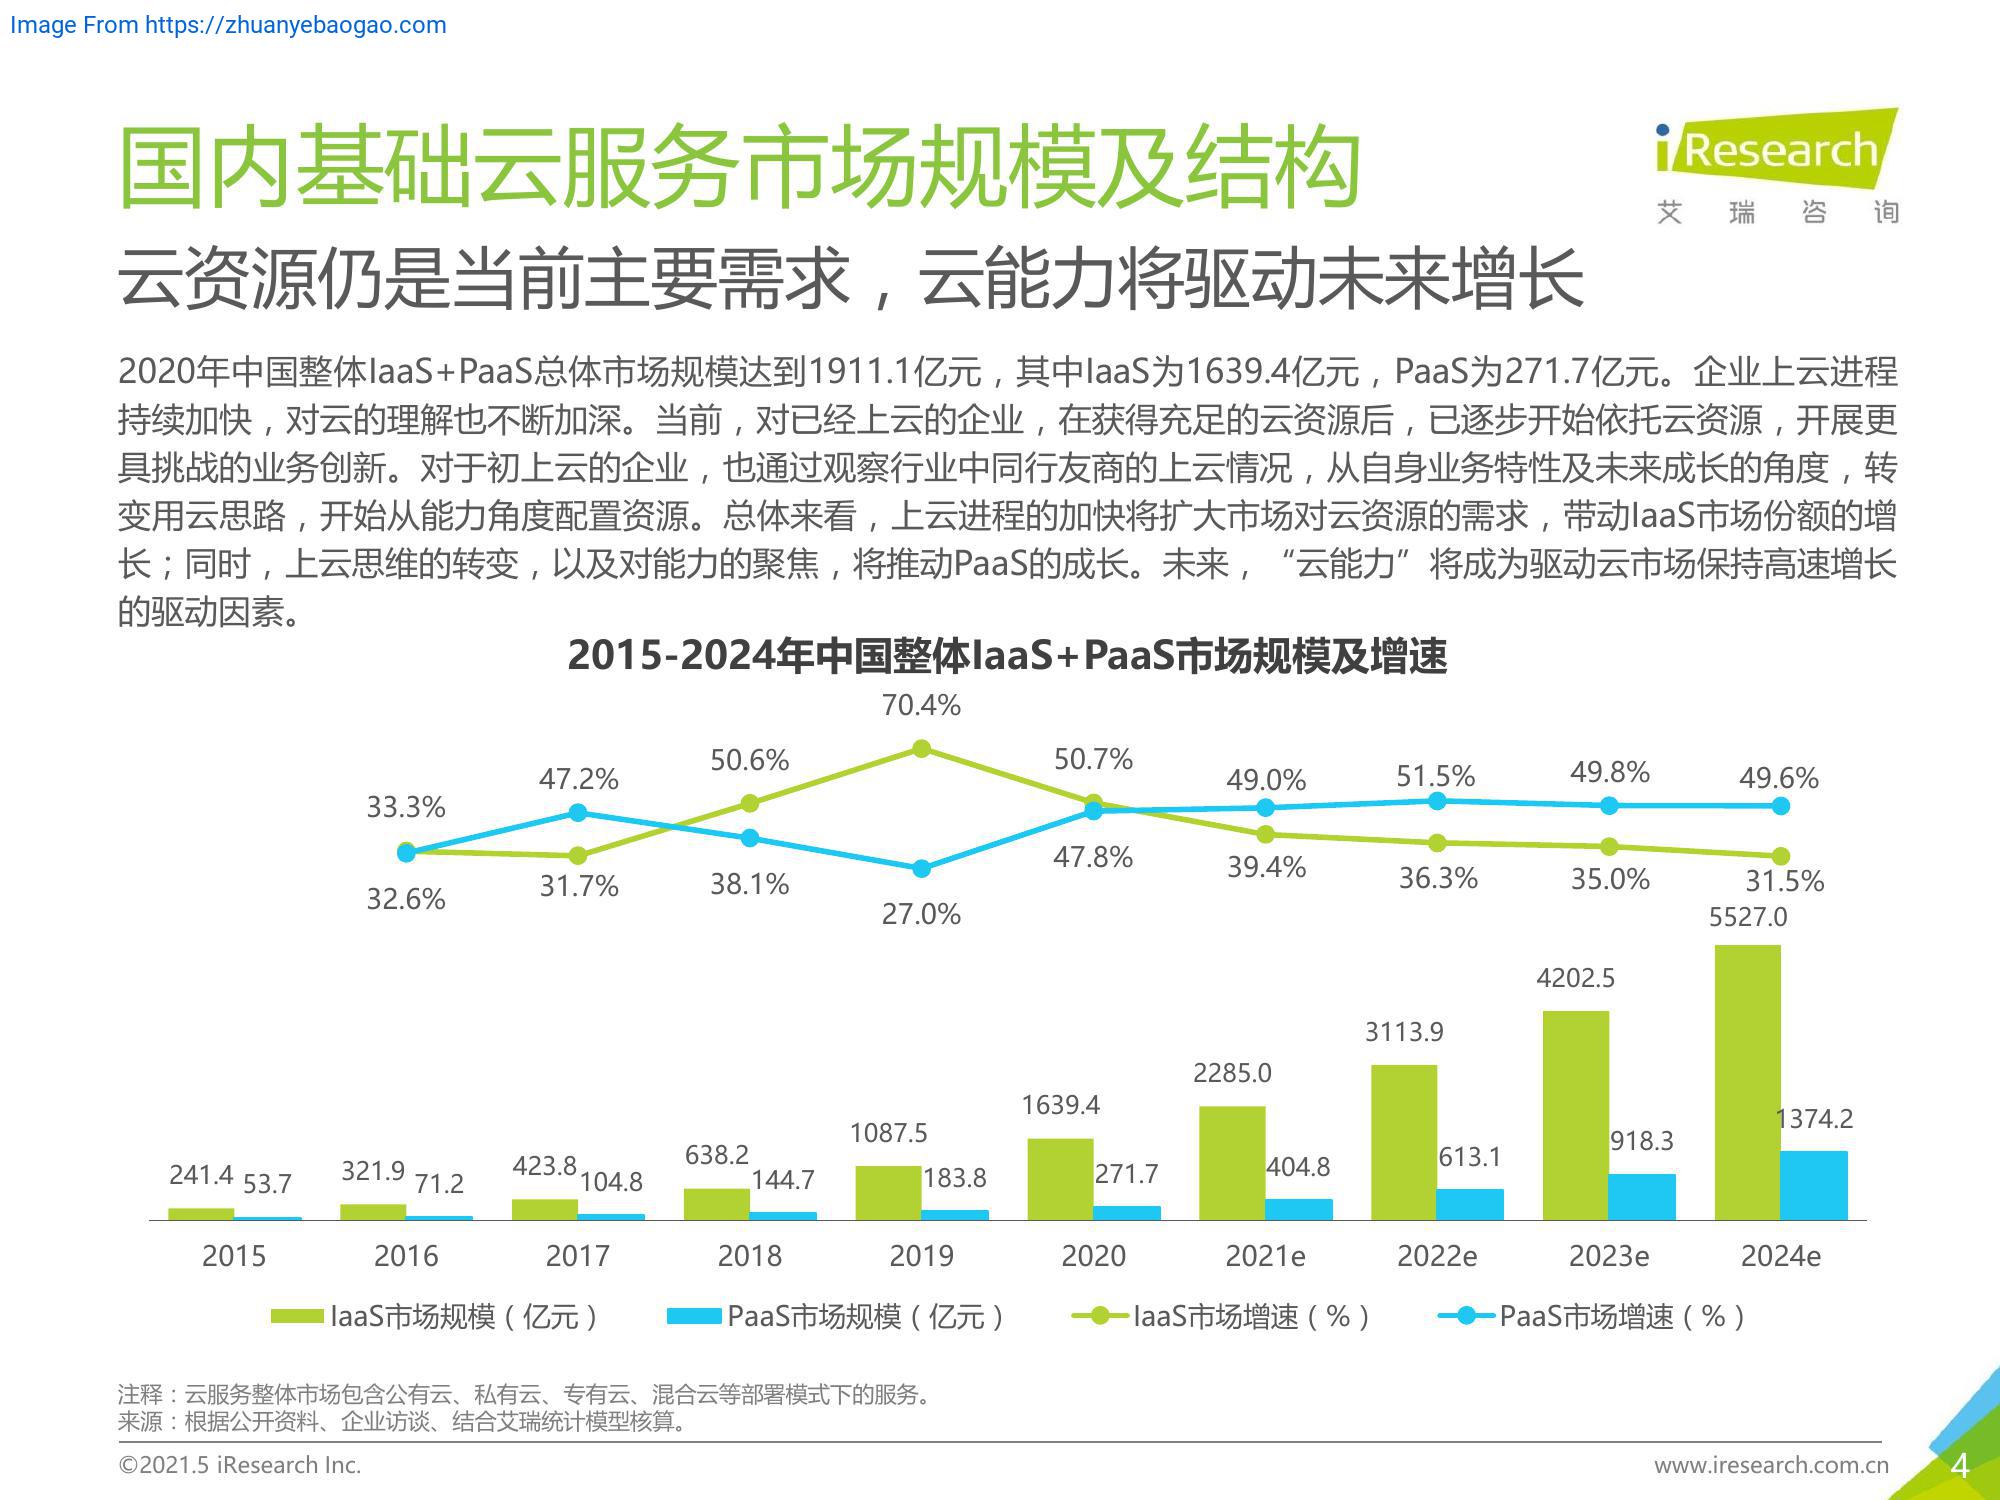 Image From https://zhuanyebaogao.com
国内基础云服务市场规模及结构
iResearch
艾瑞咨询
云资源仍是当前主要需求，云能力将驱动未来增长
2020年中国整体IaaS+PaaS总体市场规模达到1911.1亿元，其中IaaS为1639.4亿元，PaaS为271.7亿元。企业上云进程
持续加快，对云的理解也不断加深。当前，对已经上云的企业，在获得充足的云资源后，已逐步开始依托云资源，开展更
具挑战的业务创新。对于初上云的企业，也通过观察行业中同行友商的上云情况，从自身业务特性及未来成长的角度，转
变用云思路，开始从能力角度配置资源。总体来看，上云进程的加快将扩大市场对云资源的需求，带动IaaS市场份额的增
长；同时，上云思维的转变，以及对能力的聚焦，将推动PaaS的成长。未来，“云能力”将成为驱动云市场保持高速增长
的驱动因素。
2015-2024年中国整体IaaS+PaaS市场规模及增速
33.3% 47.2% 50.6% 70.4% 50.7% 49.0% 51.5% 49.8% 49.6%
32.6% 31.7% 38.1% 27.0% 47.8% 39.4% 36.3% 35.0% 31.5%
241.4 321.9 423.8 638.2 1087.5 1639.4 2285.0 3113.9 4202.5 5527.0
53.7 71.2 104.8 144.7 183.8 271.7 404.8 613.1 918.3 1374.2
2015 2016 2017 2018 2019 2020 2021e 2022e 2023e 2024e
IaaS市场规模（亿元） PaaS市场规模（亿元） IaaS市场增速（%） PaaS市场增速（%）
注释：云服务整体市场包含公有云、私有云、专有云、混合云等部署模式下的服务。
来源：根据公开资料、企业访谈、结合艾瑞统计模型核算。
©2021.5 iResearch Inc. www.iresearch.com.cn 4